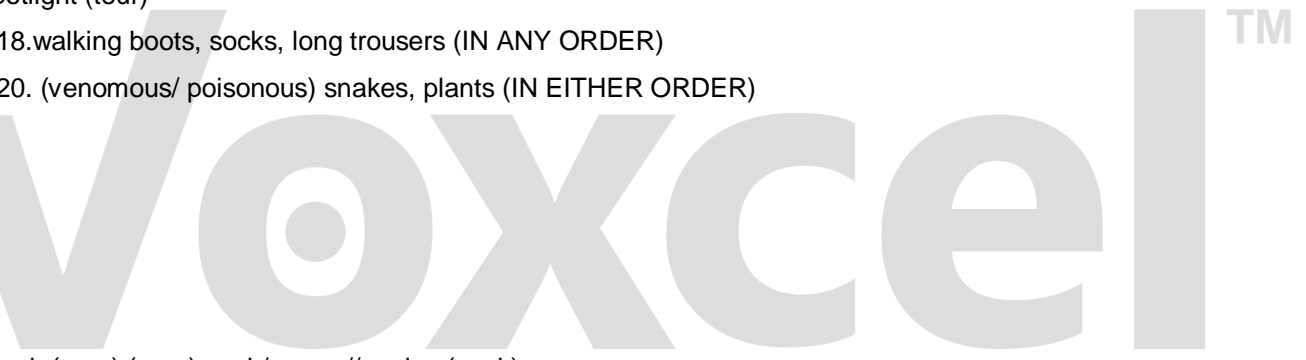 (tour)
18.walking boots, socks, long trousers (IN ANY ORDER)
20. (venomous/ poisonous) snakes, plants (IN EITHER ORDER)
Voxcel TM